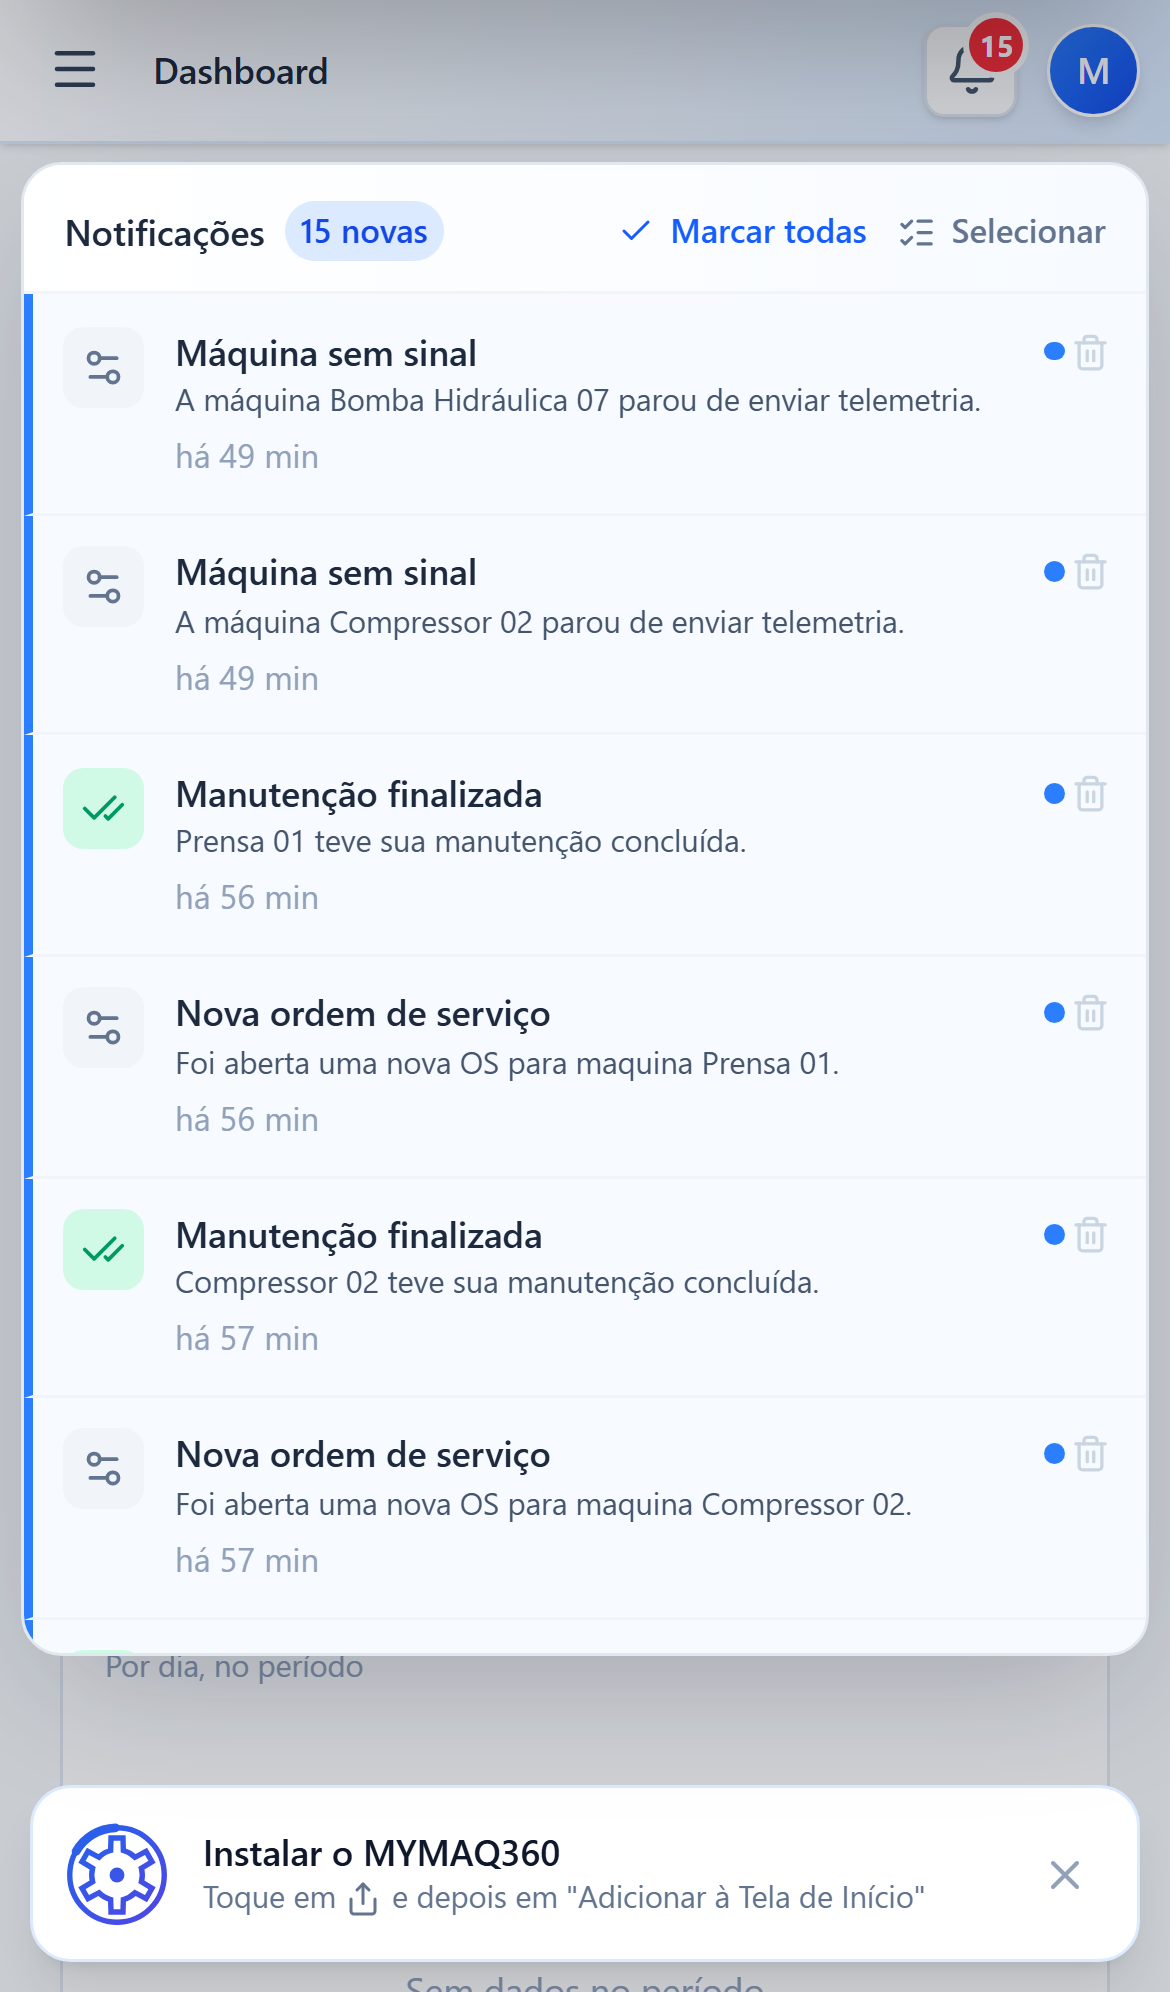 Dashboard
15
M
Notificações
15 novas
Marcar todas
Selecionar
Máquina sem sinal
A máquina Bomba Hidráulica 07 parou de enviar telemetria.
há 49 min
Máquina sem sinal
A máquina Compressor 02 parou de enviar telemetria.
há 49 min
Manutenção finalizada
Prensa 01 teve sua manutenção concluída.
há 56 min
Nova ordem de serviço
Foi aberta uma nova OS para maquina Prensa 01.
há 56 min
Manutenção finalizada
Compressor 02 teve sua manutenção concluída.
há 57 min
Nova ordem de serviço
Foi aberta uma nova OS para maquina Compressor 02.
há 57 min
Por dia, no período
Instalar o MYMAQ360
Toque em e depois em "Adicionar à Tela de Início"
Sem dados no período